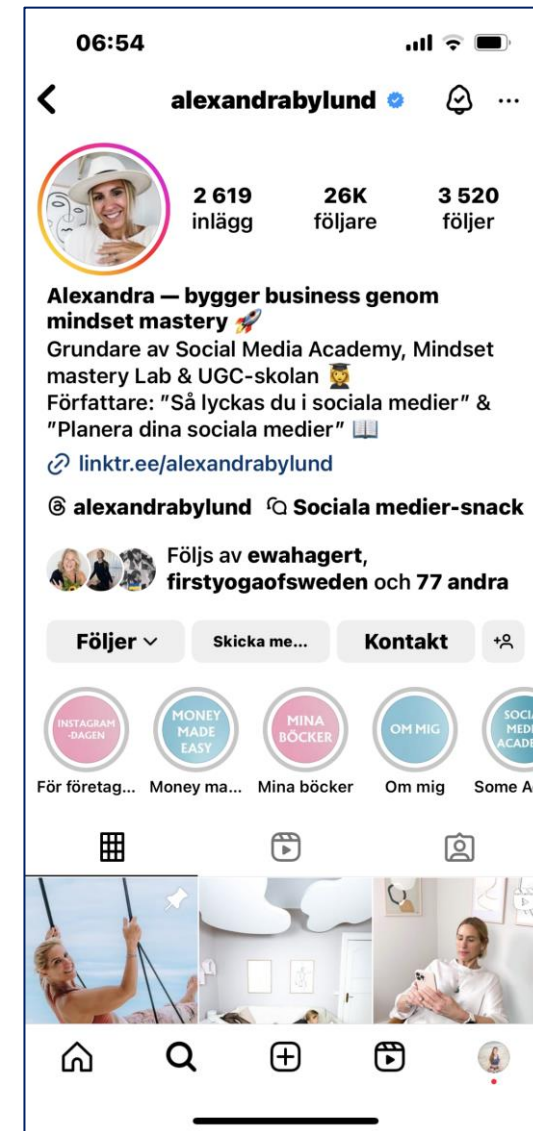 06:54
alexandrabylund
2 619
inlägg
26K
följare
3 520
följer
Alexandra — bygger business genom
mindset mastery 🚀
Grundare av Social Media Academy, Mindset
mastery Lab & UGC-skolan 👩‍🎓
Författare: ”Så lyckas du i sociala medier” &
”Planera dina sociala medier” 📖
linktr.ee/alexandrabylund
alexandrabylund
Sociala medier-snack
Följs av ewahagert,
firstyogaofsweden och 77 andra
Följer
Skicka me...
Kontakt
INSTAGRAM
-DAGEN
MONEY
MADE
EASY
MINA
BÖCKER
OM MIG
SOCI
MEDI
ACADE
För företag...
Money ma...
Mina böcker
Om mig
Some A